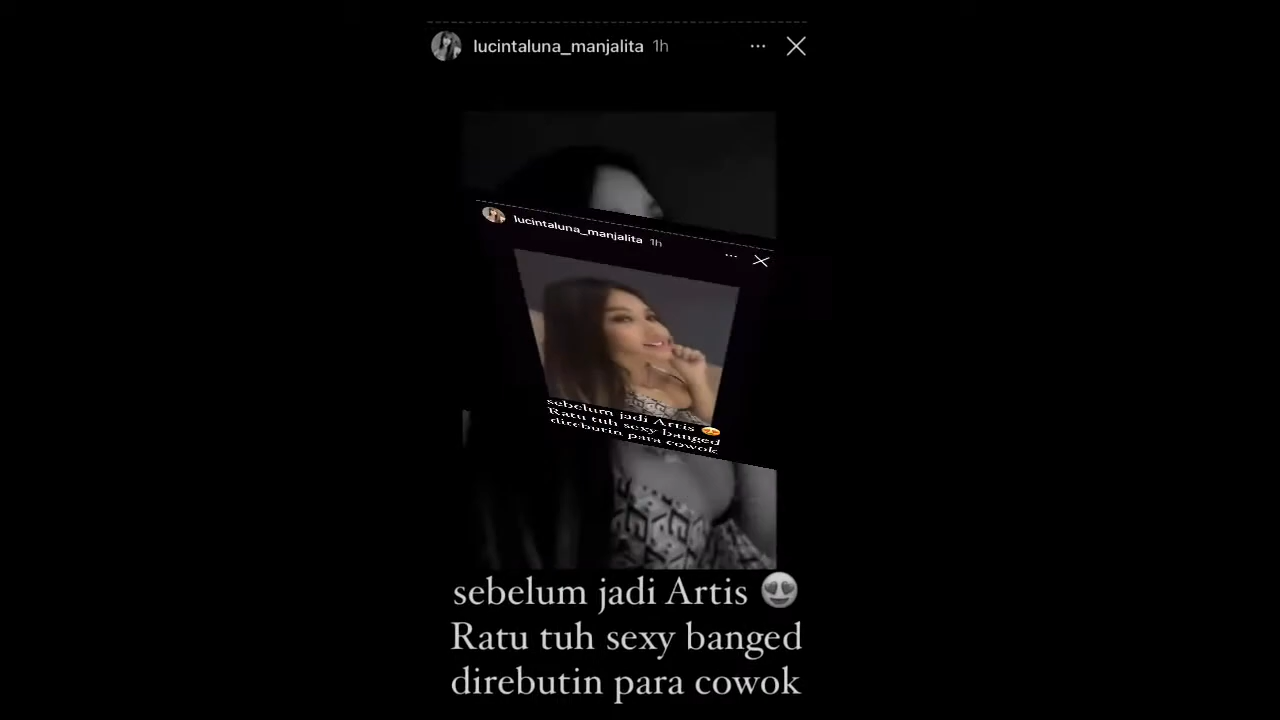 lucintaluna_manjalita 1h
lucintaluna_manjalita 1h
sebelum jadi Artis 😍
Ratu tuh sexy banged
direbutin para cowok
sebelum jadi Artis 😍
Ratu tuh sexy banged
direbutin para cowok